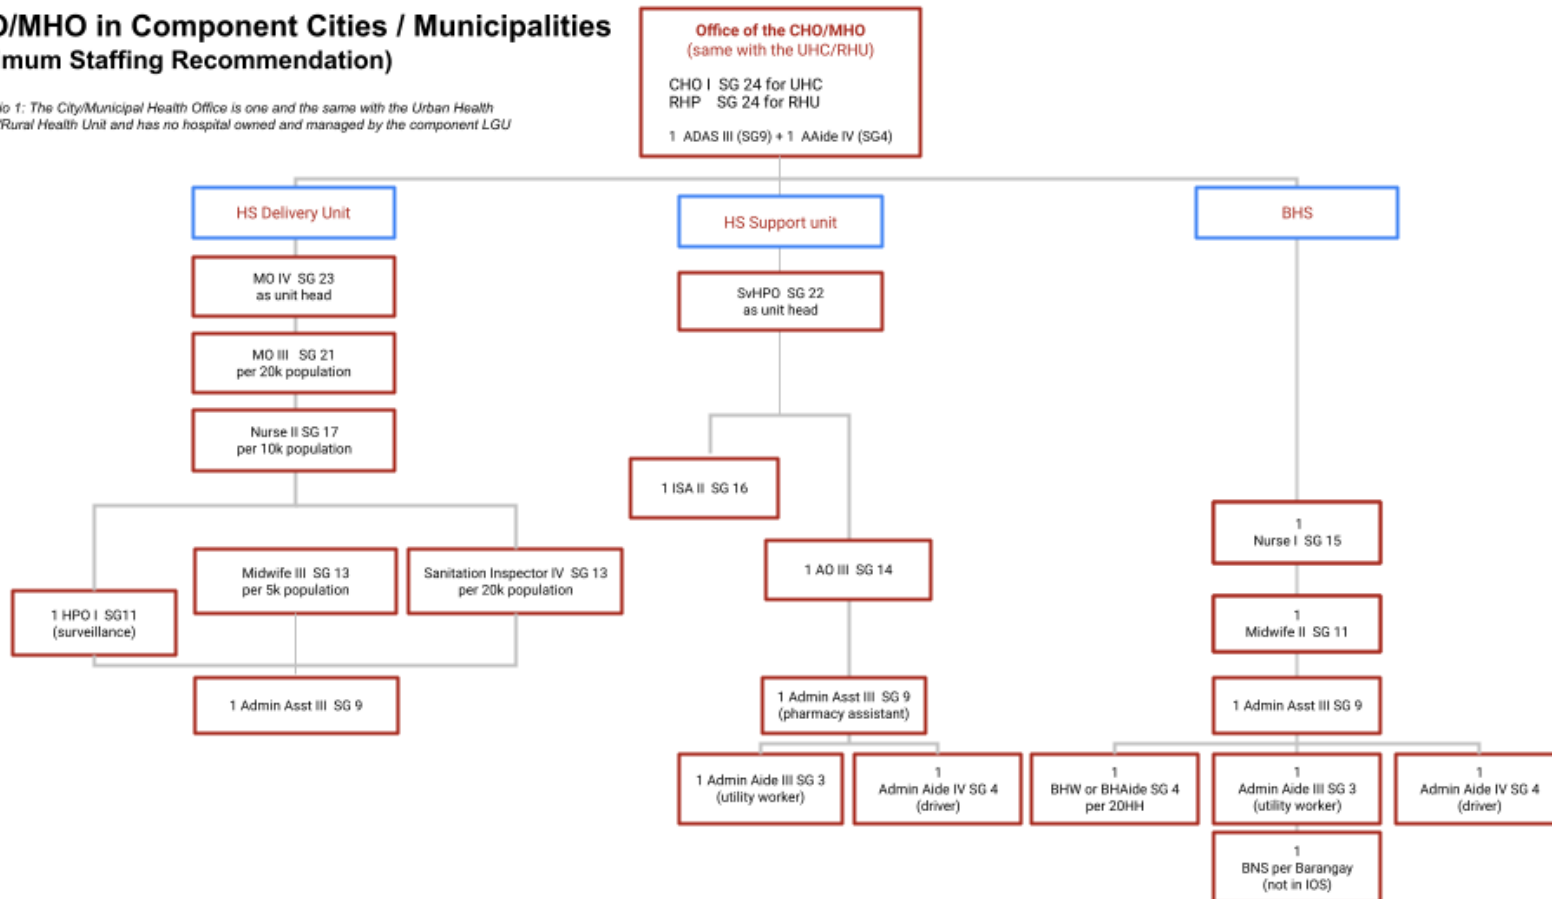 O/MHO in Component Cities / Municipalities
mum Staffing Recommendation)
io 1: The City/Municipal Health Office is one and the same with the Urban Health
/Rural Health Unit and has no hospital owned and managed by the component LGU
Office of the CHO/MHO
(same with the UHC/RHU)
CHO I SG 24 for UHC
RHP SG 24 for RHU
1 ADAS III (SG9) + 1 AAide IV (SG4)
HS Delivery Unit
MO IV SG 23
as unit head
MO III SG 21
per 20k population
Nurse II SG 17
per 10k population
1 HPO I SG11
(surveillance)
Midwife III SG 13
per 5k population
Sanitation Inspector IV SG 13
per 20k population
1 Admin Asst III SG 9
HS Support unit
SvHPO SG 22
as unit head
1 ISA II SG 16
1 AO III SG 14
1 Admin Asst III SG 9
(pharmacy assistant)
1 Admin Aide III SG 3
(utility worker)
1
Admin Aide IV SG 4
(driver)
BHS
1
Nurse I SG 15
1
Midwife II SG 11
1 Admin Asst III SG 9
1
BHW or BHAide SG 4
per 20HH
1
Admin Aide III SG 3
(utility worker)
1
Admin Aide IV SG 4
(driver)
1
BNS per Barangay
(not in IOS)